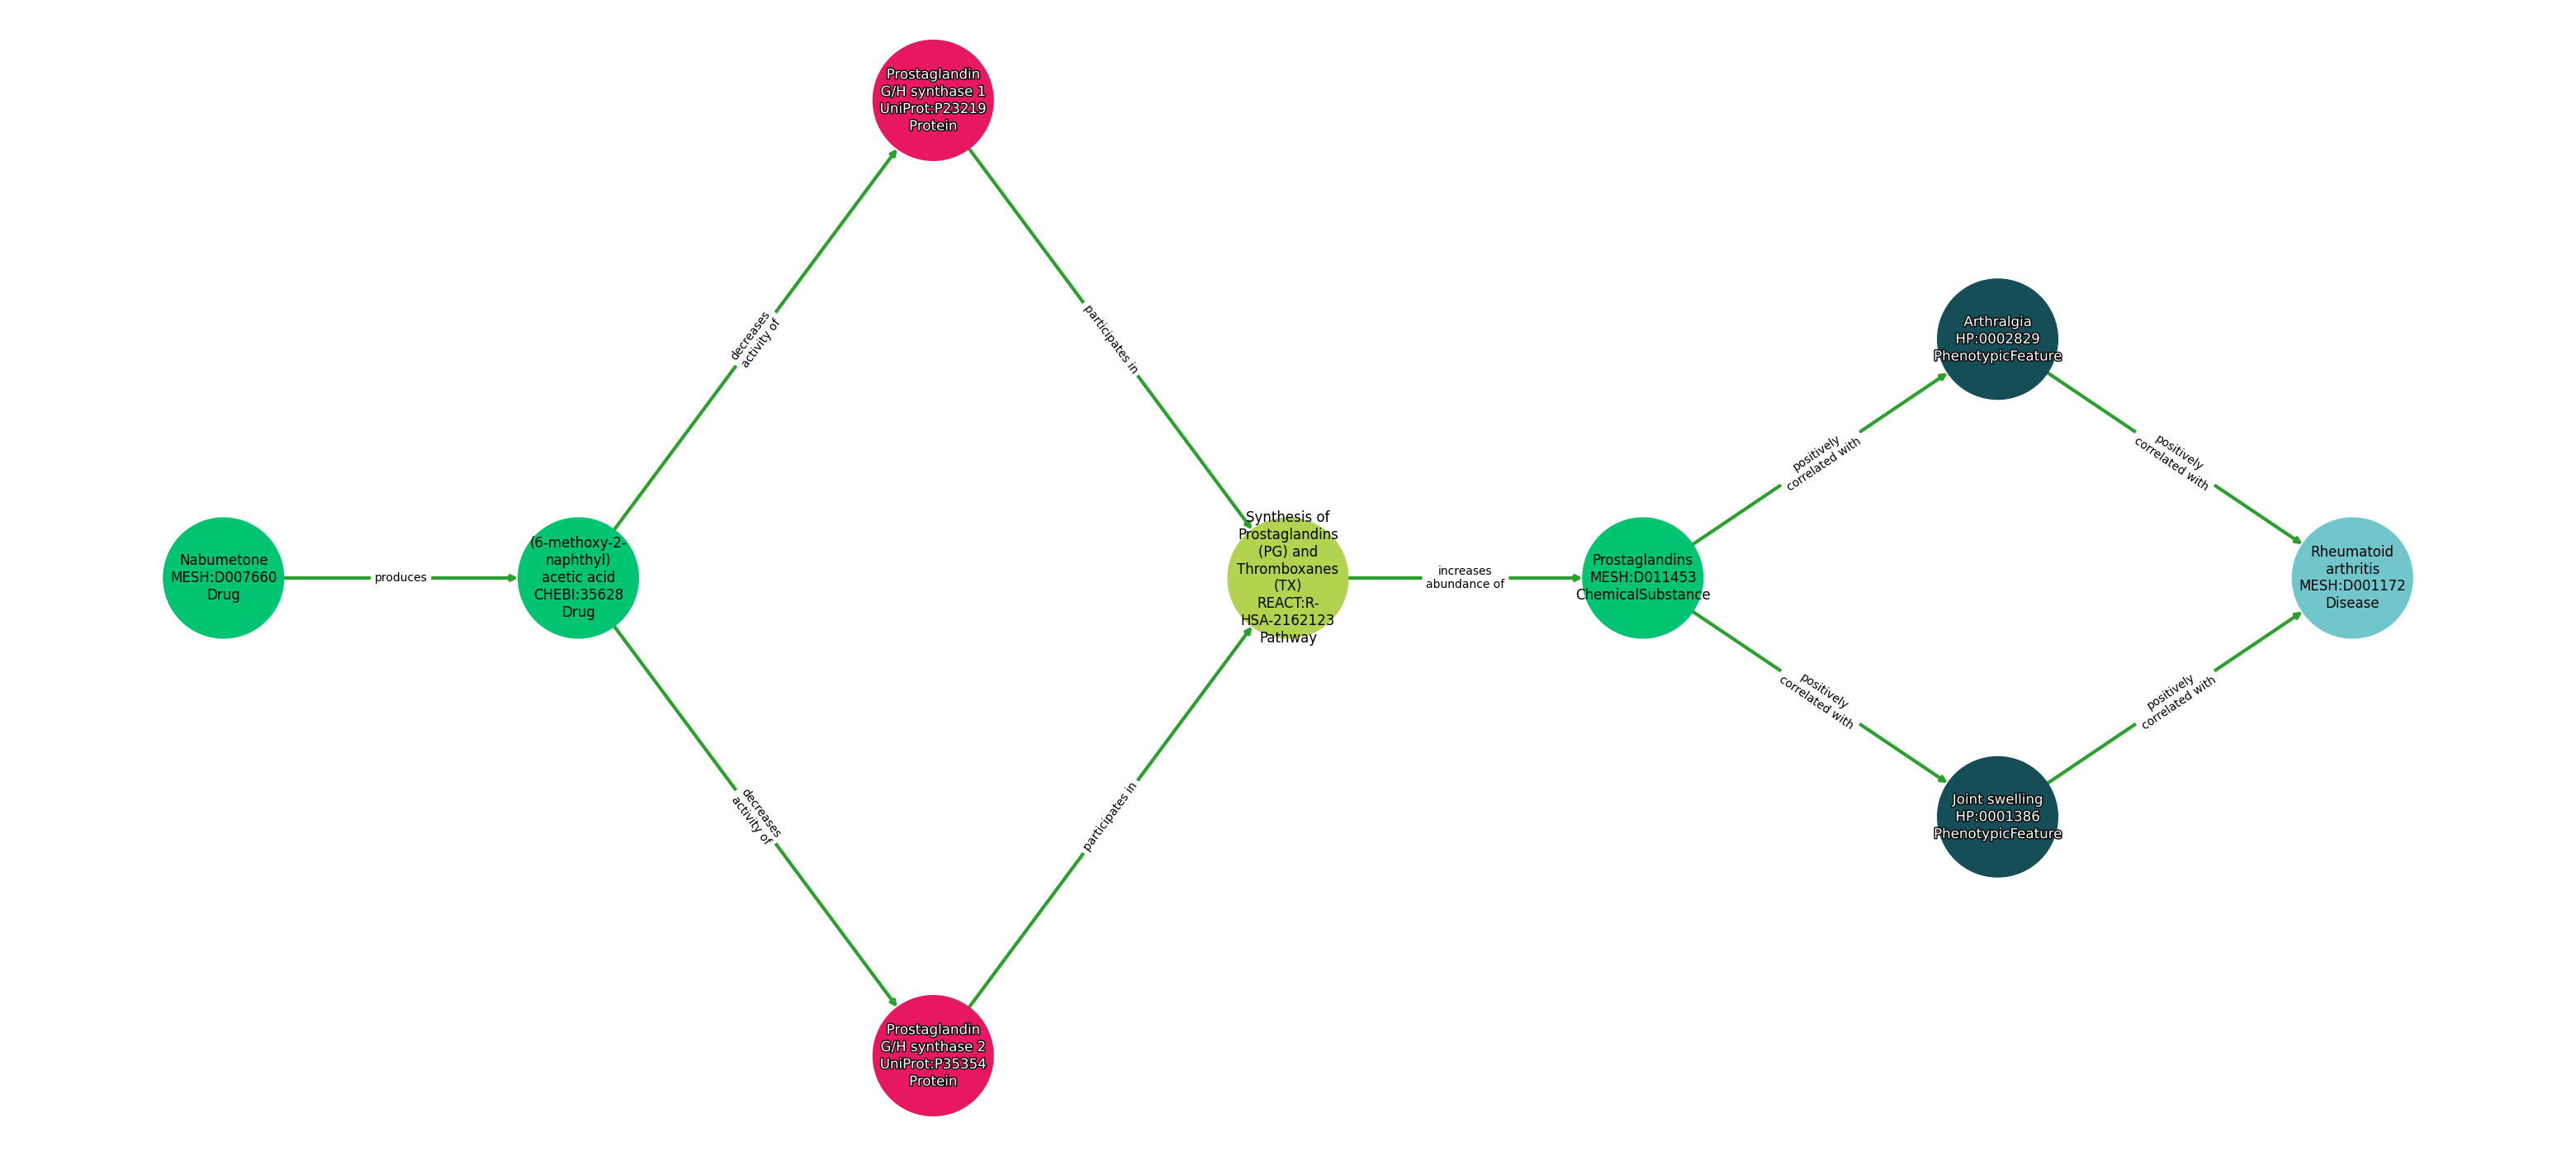 Prostaglandin
G/H synthase 1
UniProt:P23219
Protein
decreases
activity of
participates in
Nabumetone
MESH:D007660
Drug
produces
(6-methoxy-2-
naphthyl)
acetic acid
CHEBI:35628
Drug
Synthesis of
Prostaglandins
(PG) and
Thromboxanes
(TX)
REACT:R-
HSA-2162123
Pathway
increases
abundance of
Prostaglandins
MESH:D011453
ChemicalSubstance
positively
correlated with
Arthralgia
HP:0002829
PhenotypicFeature
positively
correlated with
Rheumatoid
arthritis
MESH:D001172
Disease
positively
correlated with
Joint swelling
HP:0001386
PhenotypicFeature
positively
correlated with
decreases
activity of
participates in
Prostaglandin
G/H synthase 2
UniProt:P35354
Protein